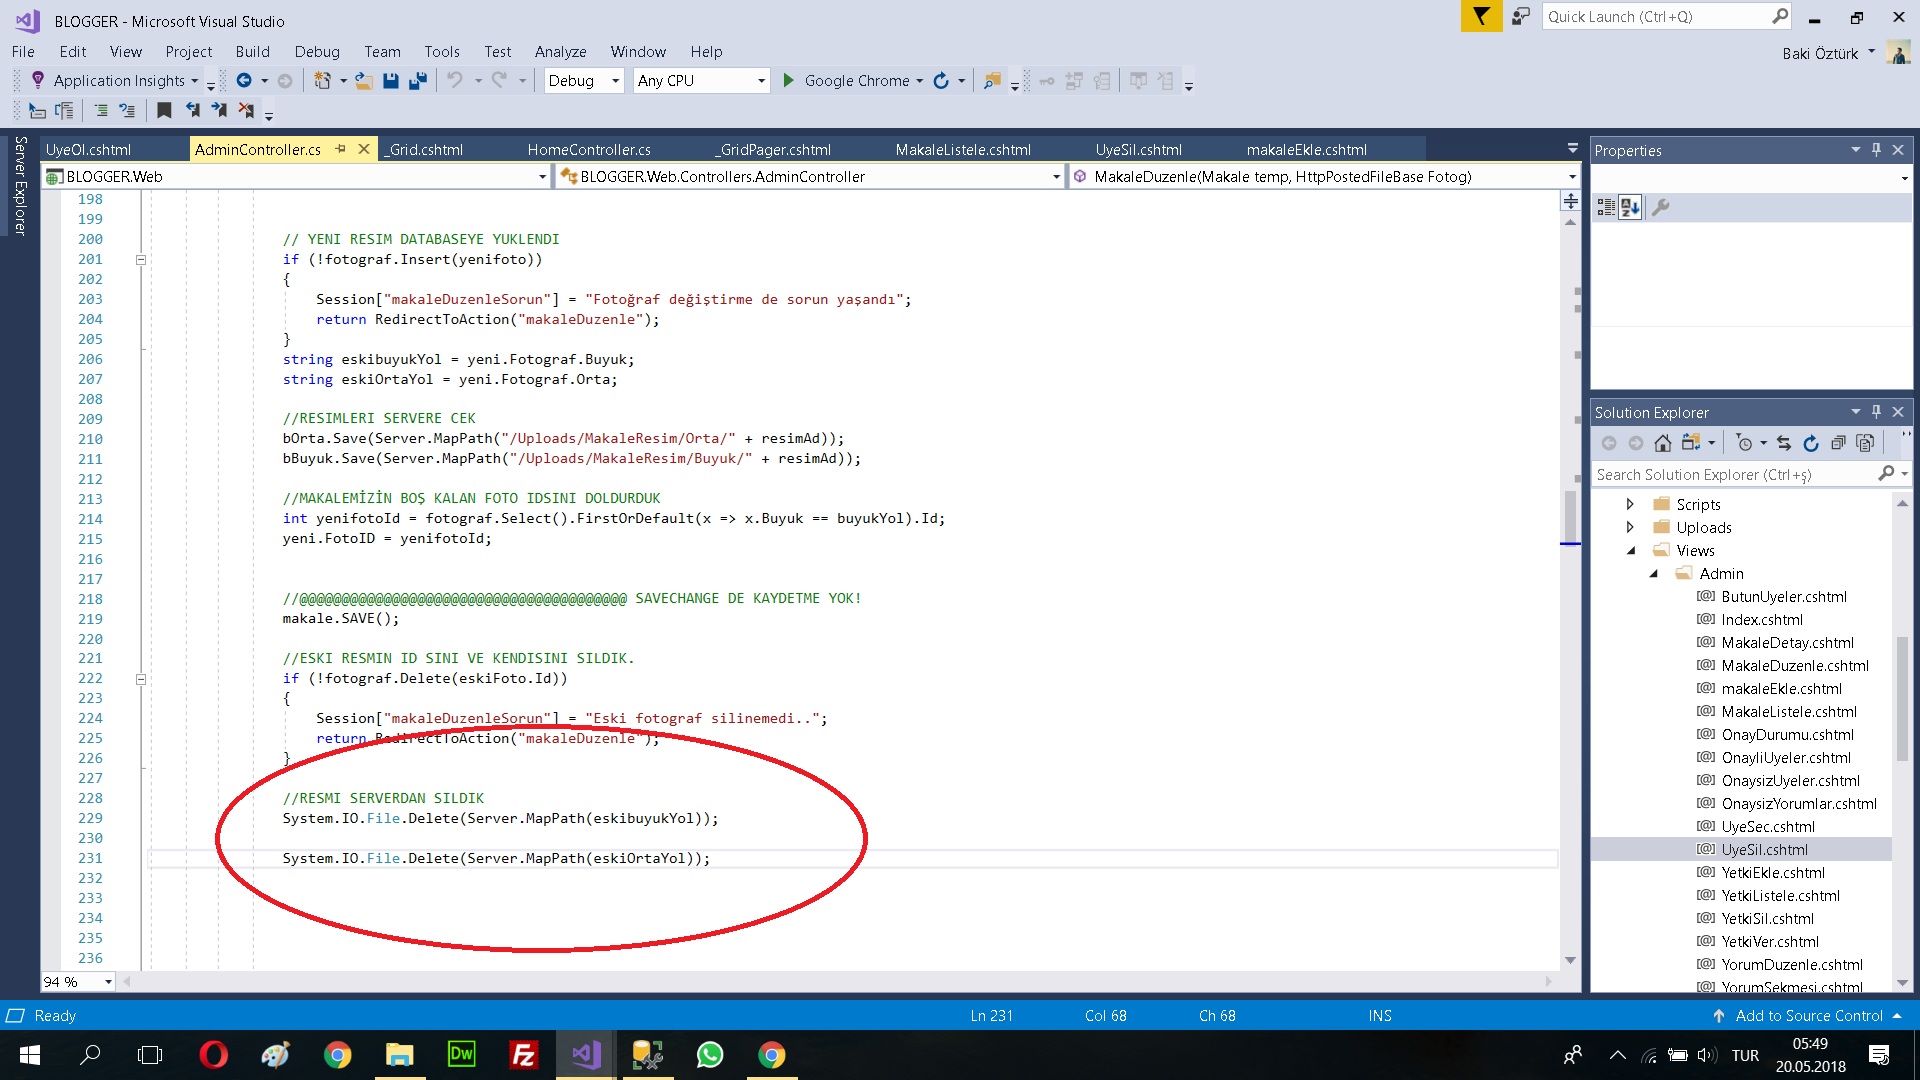 BLOGGER - Microsoft Visual Studio
Quick Launch (Ctrl+Q)
File Edit View Project Build Debug Team Tools Test Analyze Window Help
Baki Öztürk
Application Insights Debug Any CPU Google Chrome
Server Explorer
UyeOl.cshtml AdminController.cs _Grid.cshtml HomeController.cs _GridPager.cshtml MakaleListele.cshtml UyeSil.cshtml makaleEkle.cshtml
BLOGGER.Web BLOGGER.Web.Controllers.AdminController MakaleDuzenle(Makale temp, HttpPostedFileBase Fotog)
198
199
200 // YENI RESIM DATABASEYE YUKLENDI
201 if (!fotograf.Insert(yenifoto))
202 {
203 Session["makaleDuzenleSorun"] = "Fotoğraf değiştirme de sorun yaşandı";
204 return RedirectToAction("makaleDuzenle");
205 }
206 string eskibuyukYol = yeni.Fotograf.Buyuk;
207 string eskiOrtaYol = yeni.Fotograf.Orta;
208
209 //RESIMLERI SERVERE CEK
210 bOrta.Save(Server.MapPath("/Uploads/MakaleResim/Orta/" + resimAd));
211 bBuyuk.Save(Server.MapPath("/Uploads/MakaleResim/Buyuk/" + resimAd));
212
213 //MAKALEMİZİN BOŞ KALAN FOTO IDSINI DOLDURDUK
214 int yenifotoId = fotograf.Select().FirstOrDefault(x => x.Buyuk == buyukYol).Id;
215 yeni.FotoID = yenifotoId;
216
217
218 //@@@@@@@@@@@@@@@@@@@@@@@@@@@@@@@@@@@@@@@ SAVECHANGE DE KAYDETME YOK!
219 makale.SAVE();
220
221 //ESKI RESMIN ID SINI VE KENDISINI SILDIK.
222 if (!fotograf.Delete(eskiFoto.Id))
223 {
224 Session["makaleDuzenleSorun"] = "Eski fotograf silinemedi..";
225 return RedirectToAction("makaleDuzenle");
226 }
227
228 //RESMI SERVERDAN SILDIK
229 System.IO.File.Delete(Server.MapPath(eskibuyukYol));
230
231 System.IO.File.Delete(Server.MapPath(eskiOrtaYol));
232
233
234
235
236
94 %
Properties
Solution Explorer
Search Solution Explorer (Ctrl+ş)
Scripts
Uploads
Views
Admin
ButunUyeler.cshtml
Index.cshtml
MakaleDetay.cshtml
MakaleDuzenle.cshtml
makaleEkle.cshtml
MakaleListele.cshtml
OnayDurumu.cshtml
OnayliUyeler.cshtml
OnaysizUyeler.cshtml
OnaysizYorumlar.cshtml
UyeSec.cshtml
UyeSil.cshtml
YetkiEkle.cshtml
YetkiListele.cshtml
YetkiSil.cshtml
YetkiVer.cshtml
YorumDuzenle.cshtml
YorumSekmesi.cshtml
Ready Ln 231 Col 68 Ch 68 INS Add to Source Control
Dw
Fz
TUR
05:49
20.05.2018